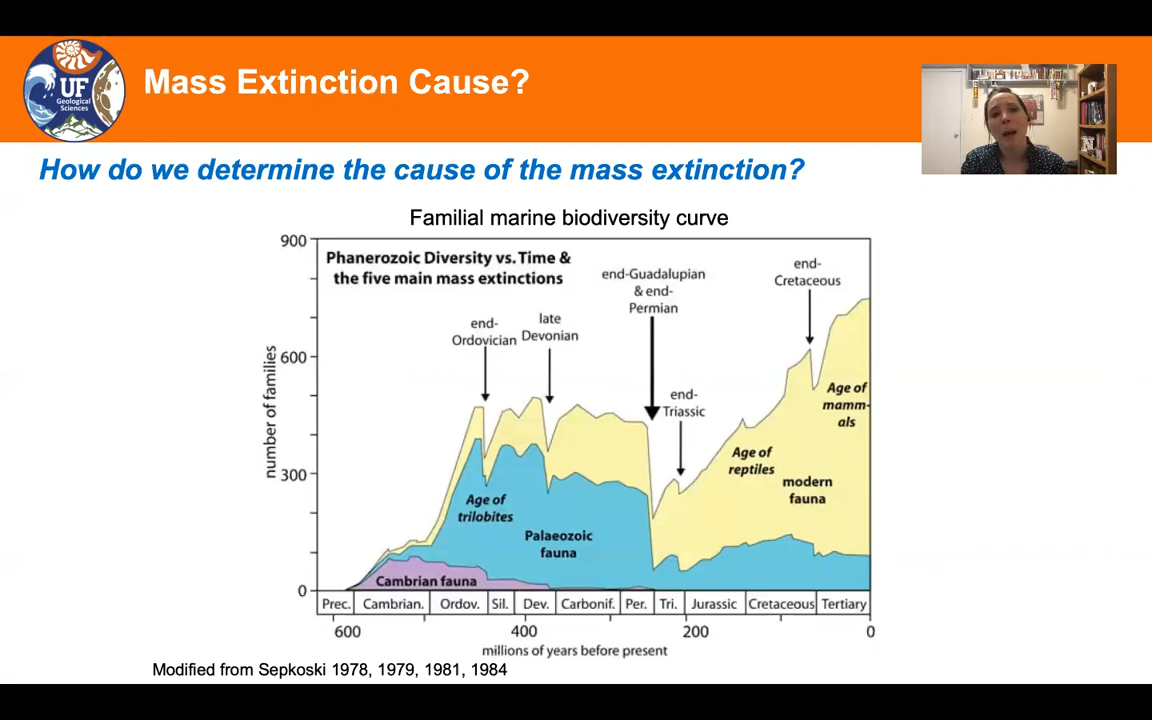 UF
Geological
Sciences
Mass Extinction Cause?
How do we determine the cause of the mass extinction?
Familial marine biodiversity curve
Phanerozoic Diversity vs. Time &
the five main mass extinctions
end-Guadalupian
& end-
Permian
end-
Cretaceous
end-
Ordovician
late
Devonian
end-
Triassic
Age of
mamm-
als
Age of
reptiles
modern
fauna
Age of
trilobites
Palaeozoic
fauna
Cambrian fauna
number of families
900
600
300
0
Prec. Cambrian. Ordov. Sil. Dev. Carbonif. Per. Tri. Jurassic Cretaceous Tertiary
600 400 200 0
millions of years before present
Modified from Sepkoski 1978, 1979, 1981, 1984